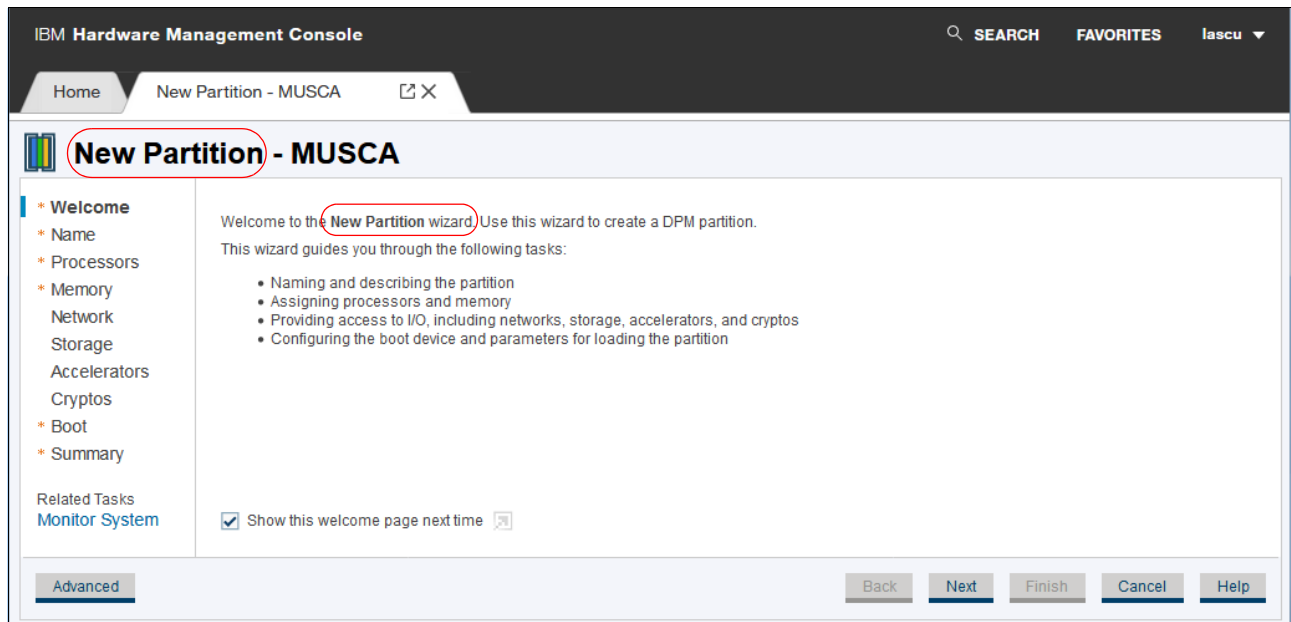 IBM Hardware Management Console
SEARCH FAVORITES lascu
Home New Partition - MUSCA
New Partition - MUSCA
* Welcome
* Name
* Processors
* Memory
Network
Storage
Accelerators
Cryptos
* Boot
* Summary
Related Tasks
Monitor System
Welcome to the New Partition wizard. Use this wizard to create a DPM partition.
This wizard guides you through the following tasks:
• Naming and describing the partition
• Assigning processors and memory
• Providing access to I/O, including networks, storage, accelerators, and cryptos
• Configuring the boot device and parameters for loading the partition
Show this welcome page next time
Advanced Back Next Finish Cancel Help